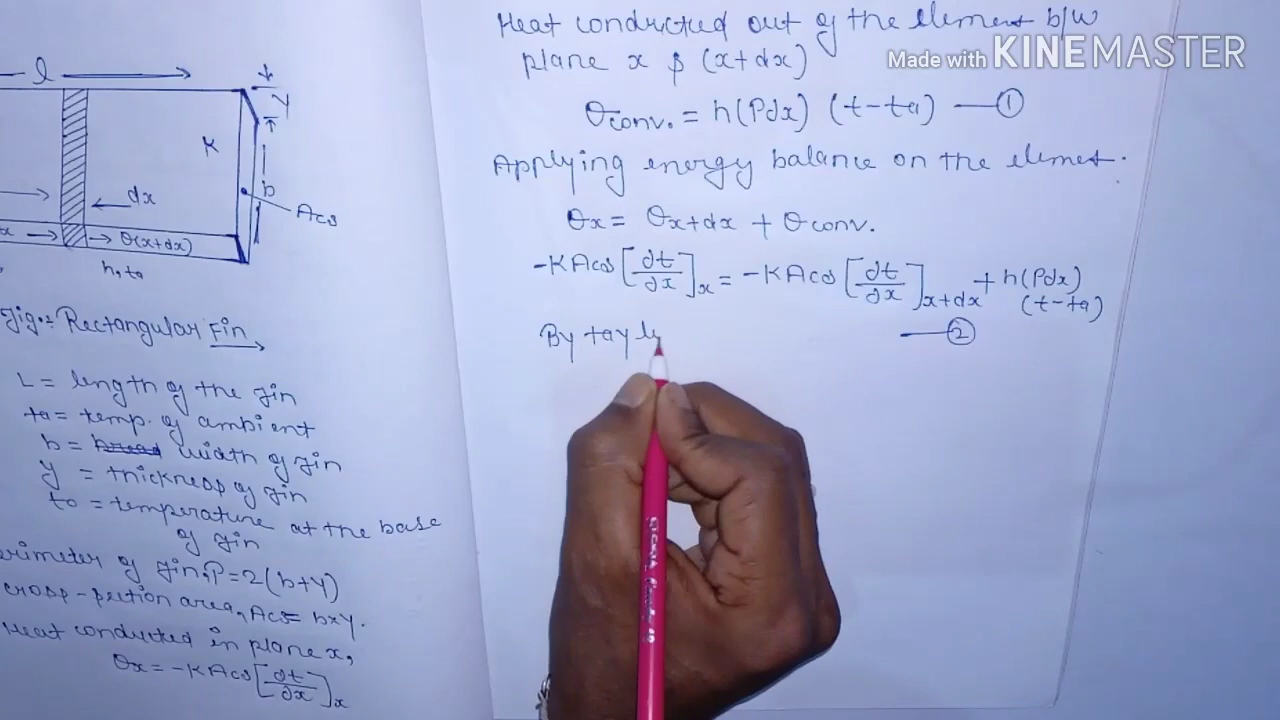 l
y
K
dx
b
Acs
x
Q(x+dx)
h, ta
Fig.: Rectangular Fin
L = length of the fin
ta = temp. of ambient
b = width of fin
y = thickness of fin
to = temperature at the base
of fin
rimeter of fin, P = 2(b+y)
cross-section area, Acs = b×y.
Heat conducted in plane x,
Qx = -KAcs[∂t/∂x]x
Heat conducted out of the element b/w
plane x & (x+dx)
Qconv. = h(Pdx) (t-ta) — ①
Applying energy balance on the element.
Qx = Qx+dx + Qconv.
-KAcs[∂t/∂x]x = -KAcs[∂t/∂x]x+dx + h(Pdx)
(t-ta)
— ②
By tayl
Made with KINEMASTER